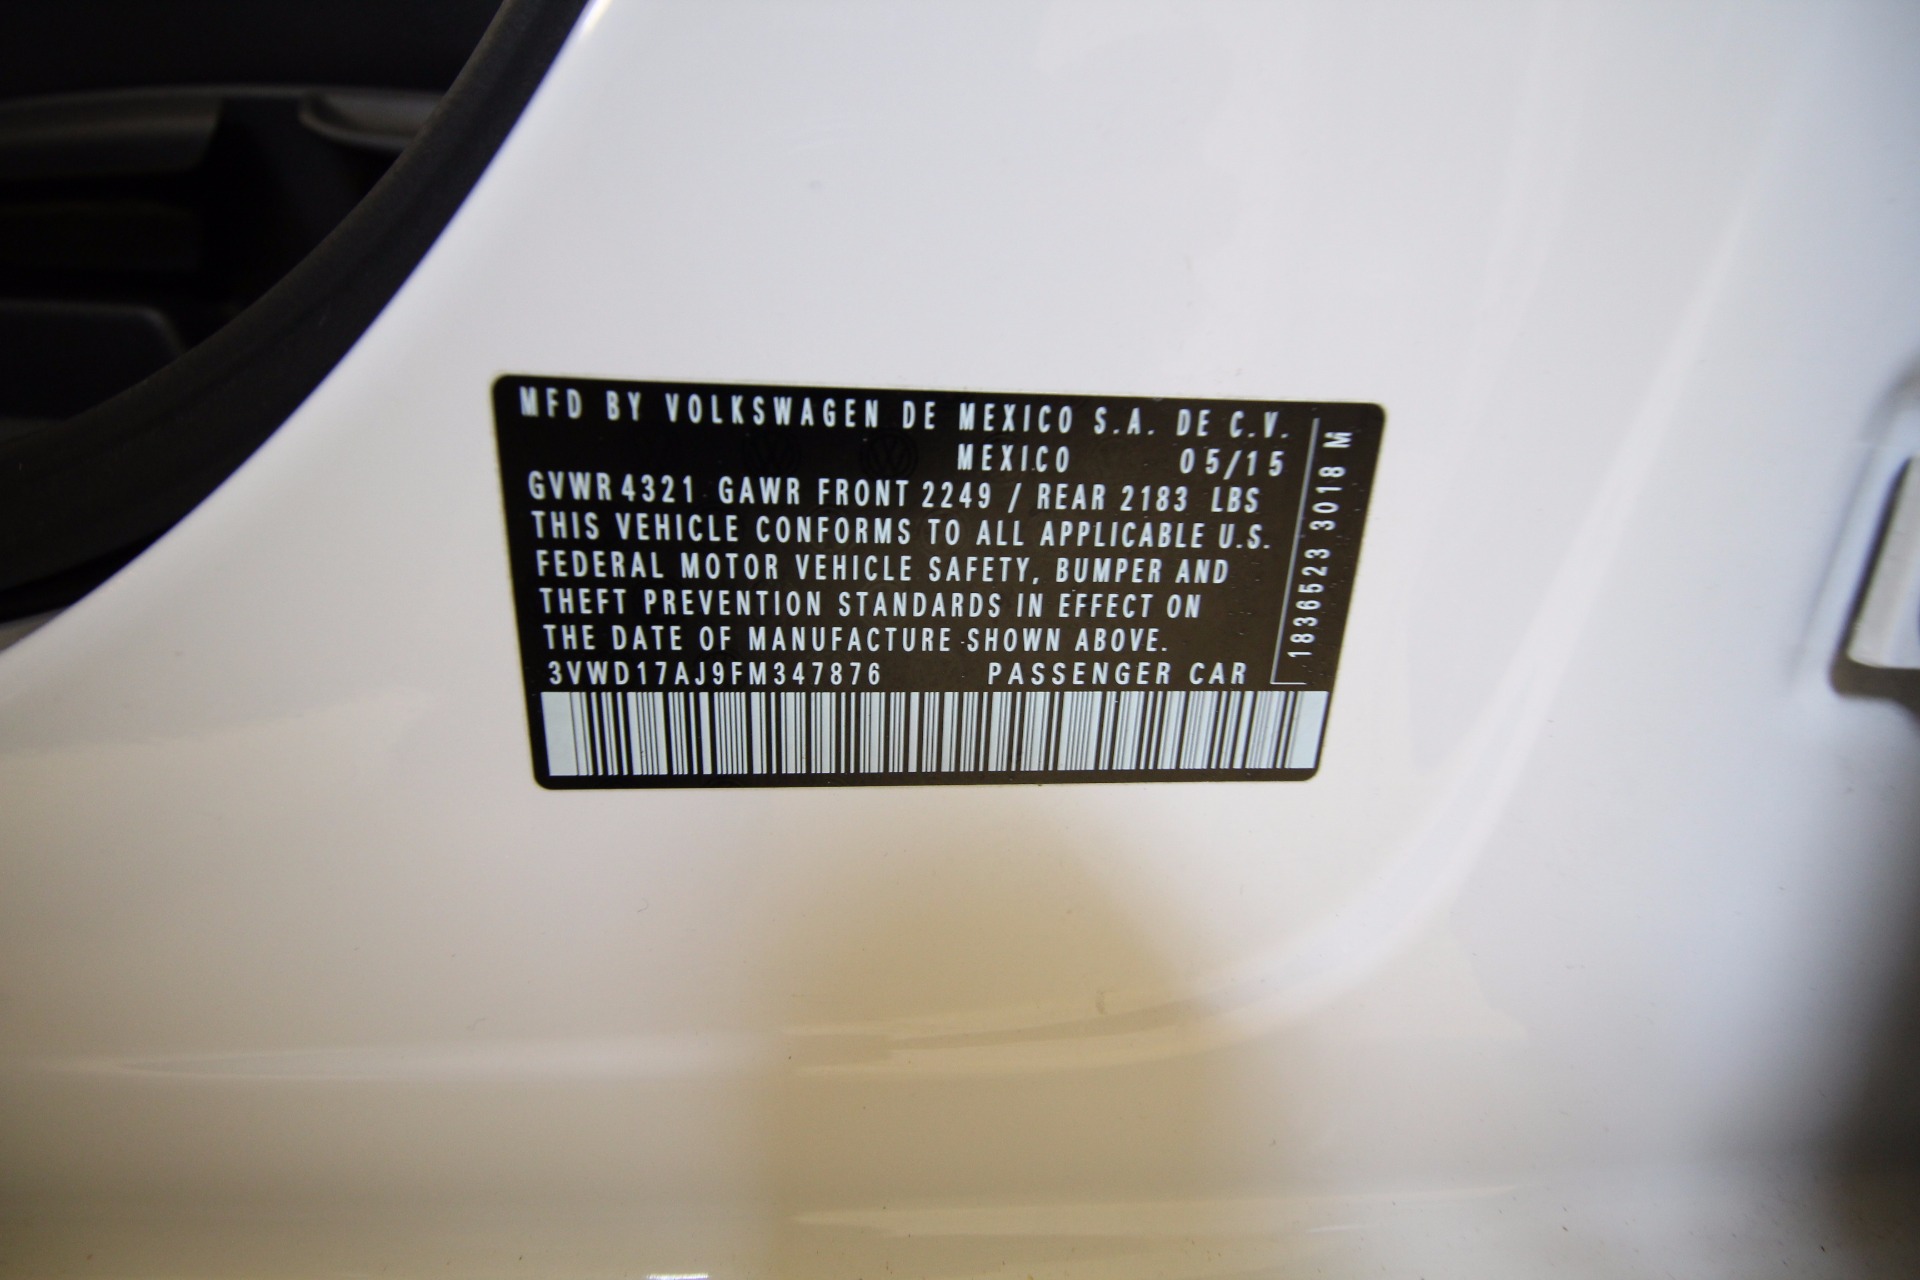 MFD BY VOLKSWAGEN DE MEXICO S.A. DE C.V.
MEXICO 05/15
GVWR 4321 GAWR FRONT 2249 / REAR 2183 LBS
THIS VEHICLE CONFORMS TO ALL APPLICABLE U.S.
FEDERAL MOTOR VEHICLE SAFETY, BUMPER AND
THEFT PREVENTION STANDARDS IN EFFECT ON
THE DATE OF MANUFACTURE SHOWN ABOVE.
3VWD17AJ9FM347876 PASSENGER CAR
1836523 3018 M